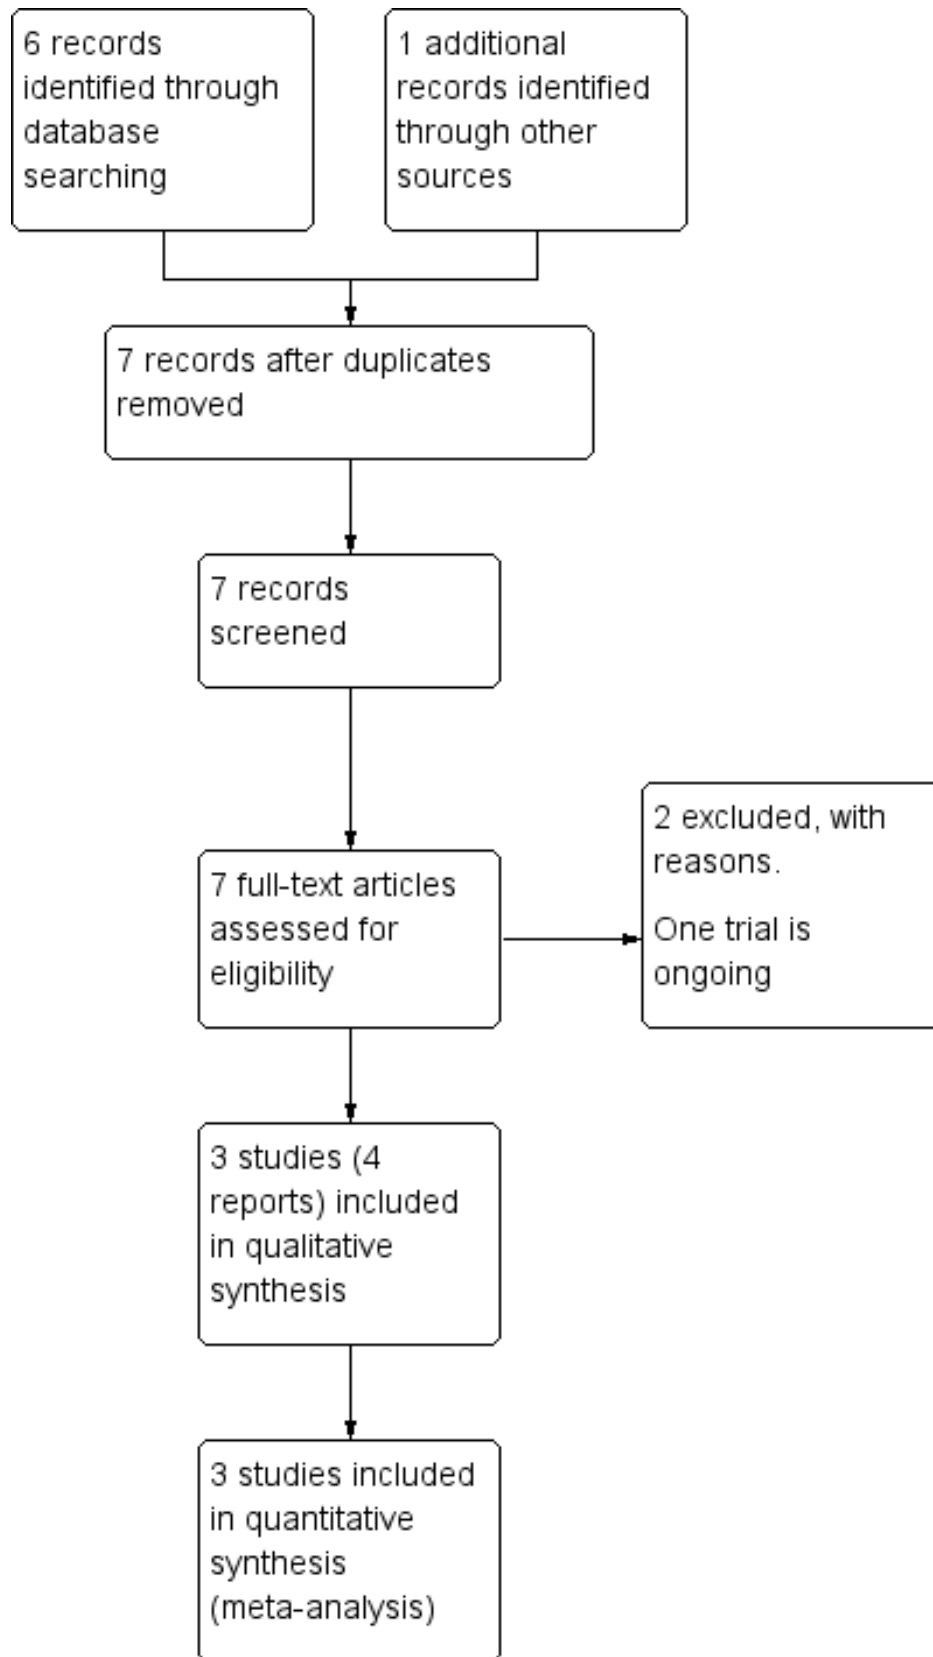 6 records
identified through
database
searching
1 additional
records identified
through other
sources
7 records after duplicates
removed
7 records
screened
7 full-text articles
assessed for
eligibility
2 excluded, with
reasons.
One trial is
ongoing
3 studies (4
reports) included
in qualitative
synthesis
3 studies included
in quantitative
synthesis
(meta-analysis)